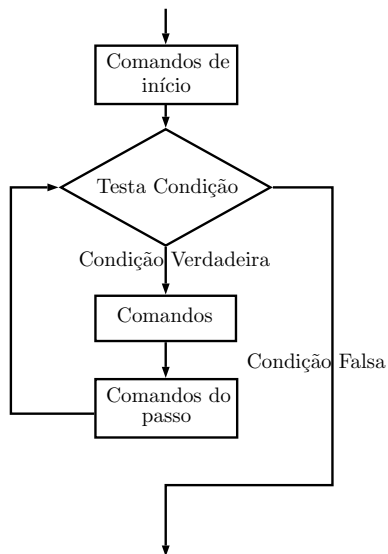 Comandos de
início
Testa Condição
Condição Verdadeira
Comandos
Condição Falsa
Comandos do
passo